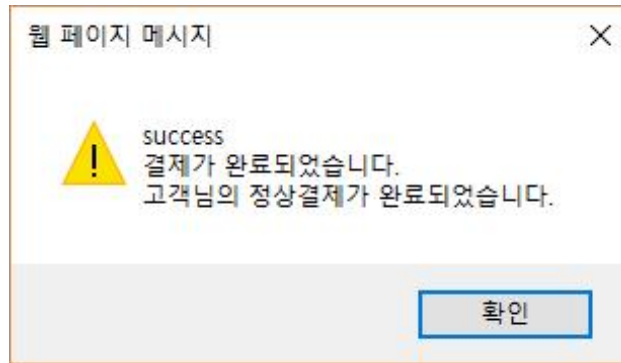 웹 페이지 메시지
success
결제가 완료되었습니다.
고객님의 정상결제가 완료되었습니다.
확인